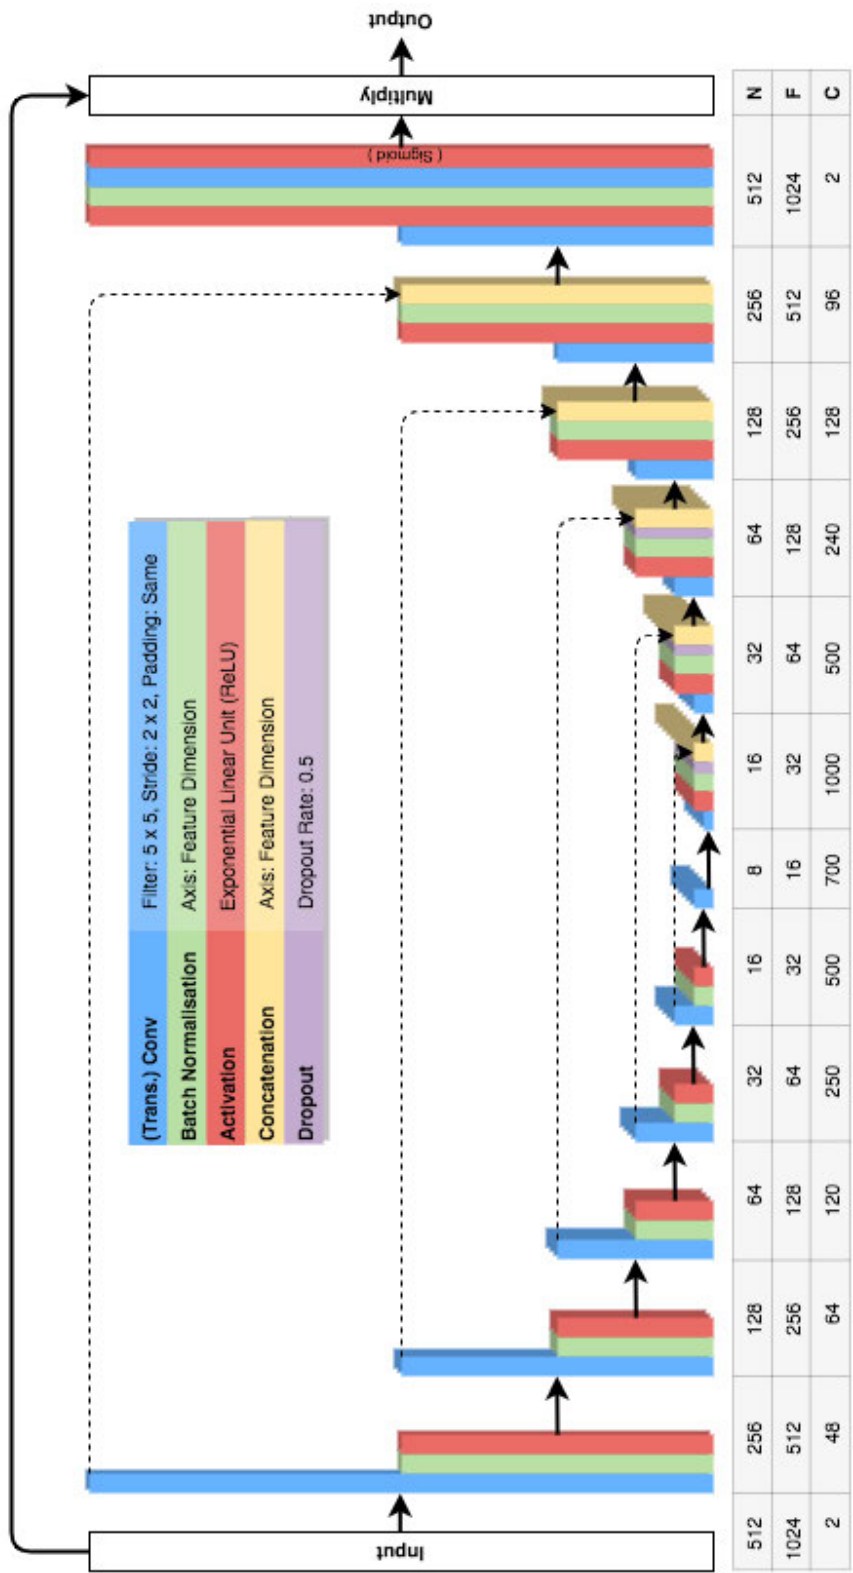 (Trans.) Conv Filter: 5 x 5, Stride: 2 x 2, Padding: Same
Batch Normalisation Axis: Feature Dimension
Activation Exponential Linear Unit (ReLU)
Concatenation Axis: Feature Dimension
Dropout Dropout Rate: 0.5
Input
( Sigmoid )
Multiply
Output
512 256 128 64 32 16 8 16 32 64 128 256 512 N
1024 512 256 128 64 32 16 32 64 128 256 512 1024 F
2 48 64 120 250 500 700 1000 500 240 128 96 2 C